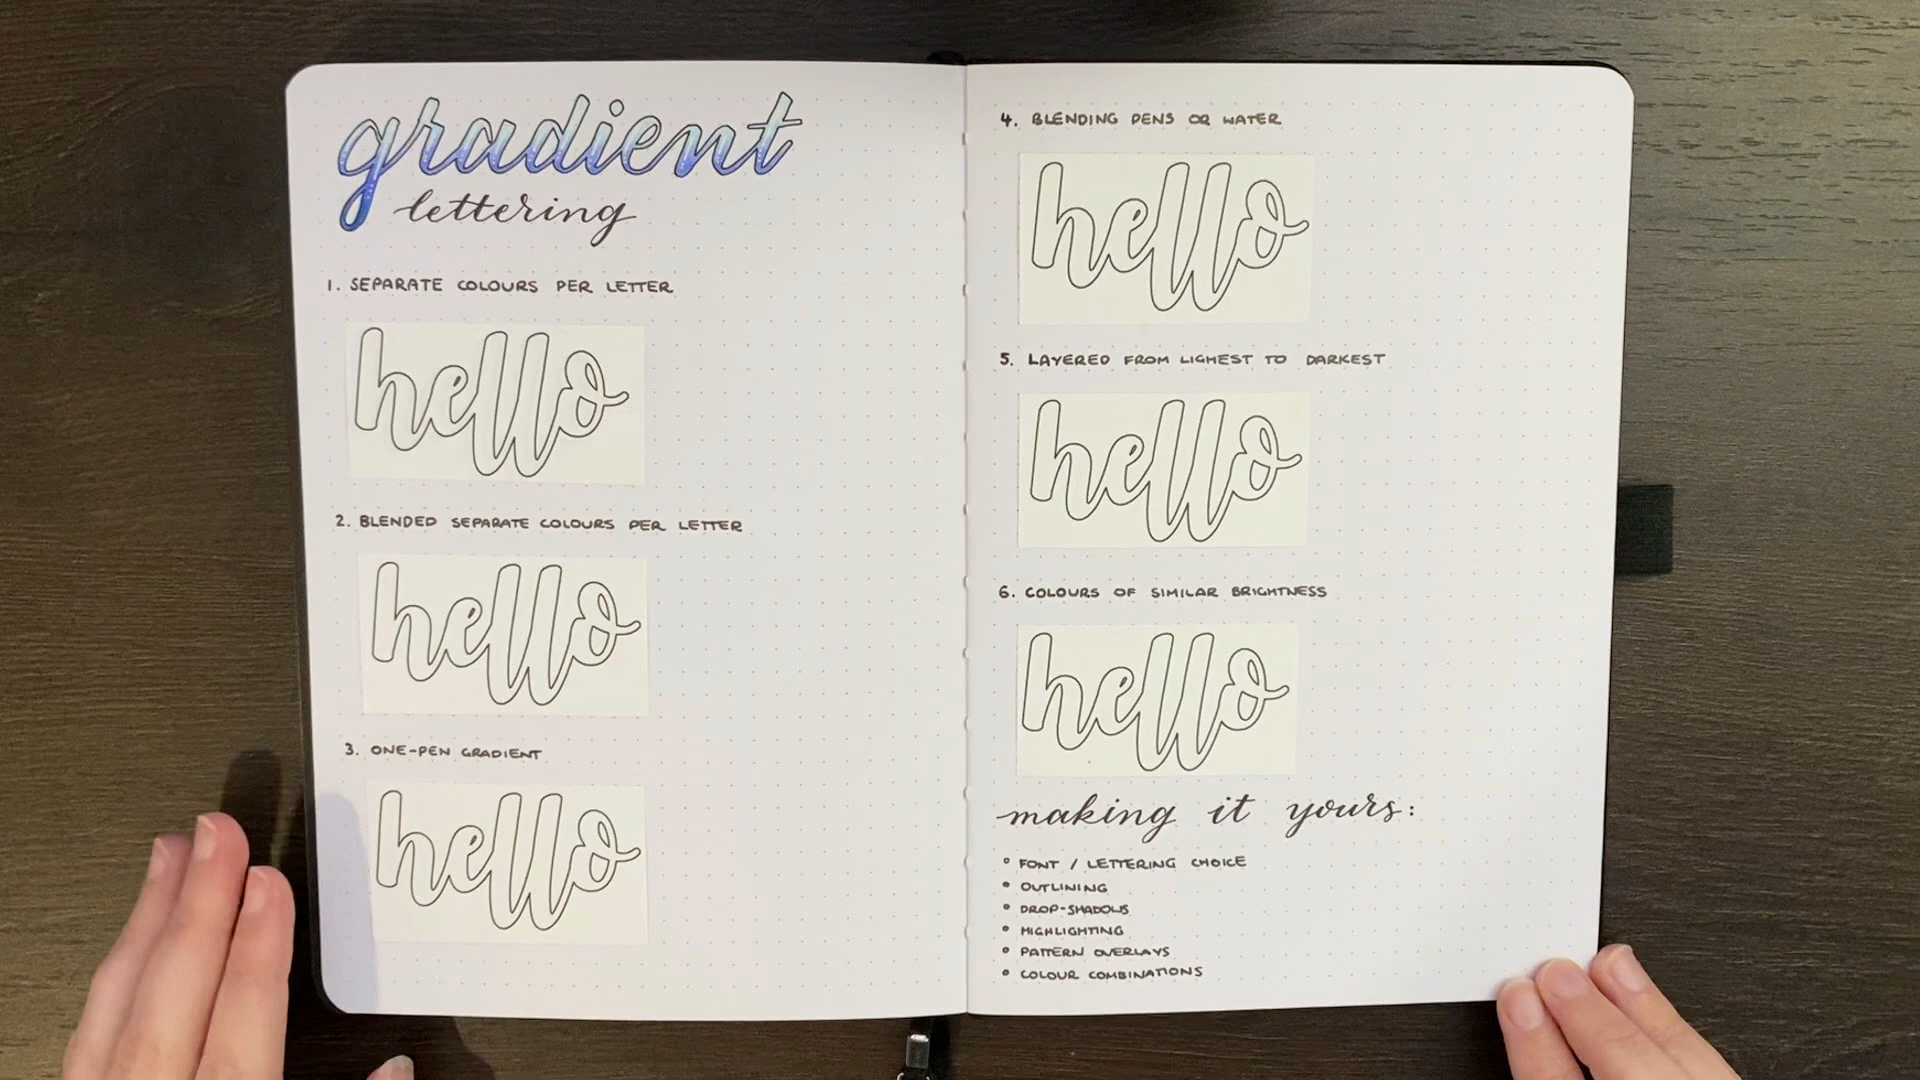 gradient
lettering
1. SEPARATE COLOURS PER LETTER
hello
2. BLENDED SEPARATE COLOURS PER LETTER
hello
3. ONE-PEN GRADIENT
hello
4. BLENDING PENS OR WATER
hello
5. LAYERED FROM LIGHEST TO DARKEST
hello
6. COLOURS OF SIMILAR BRIGHTNESS
hello
making it yours:
° FONT / LETTERING CHOICE
° OUTLINING
° DROP-SHADOWS
° HIGHLIGHTING
° PATTERN OVERLAYS
° COLOUR COMBINATIONS